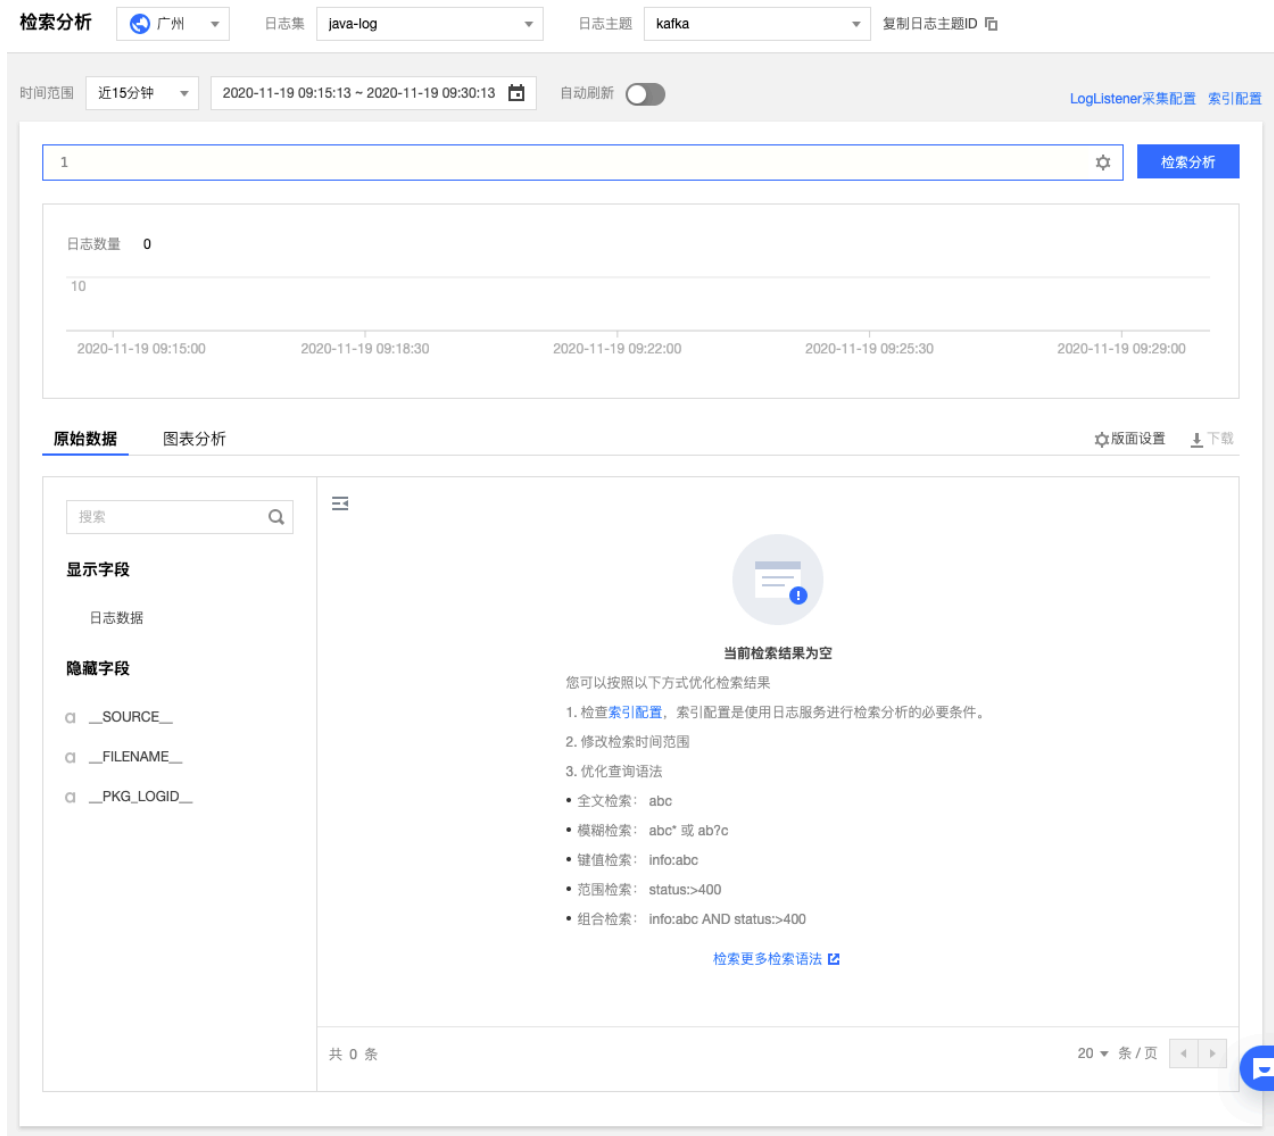 检索分析 广州 日志集 java-log 日志主题 kafka 复制日志主题ID
时间范围 近15分钟 2020-11-19 09:15:13 ~ 2020-11-19 09:30:13 自动刷新
LogListener采集配置 索引配置
1 检索分析
日志数量 0
10
2020-11-19 09:15:00 2020-11-19 09:18:30 2020-11-19 09:22:00 2020-11-19 09:25:30 2020-11-19 09:29:00
原始数据 图表分析 版面设置 下载
搜索
显示字段
日志数据
隐藏字段
a __SOURCE__
a __FILENAME__
a __PKG_LOGID__
当前检索结果为空
您可以按照以下方式优化检索结果
1. 检查索引配置，索引配置是使用日志服务进行检索分析的必要条件。
2. 修改检索时间范围
3. 优化查询语法
• 全文检索： abc
• 模糊检索： abc* 或 ab?c
• 键值检索： info:abc
• 范围检索： status:>400
• 组合检索： info:abc AND status:>400
检索更多检索语法
共 0 条 20 条 / 页